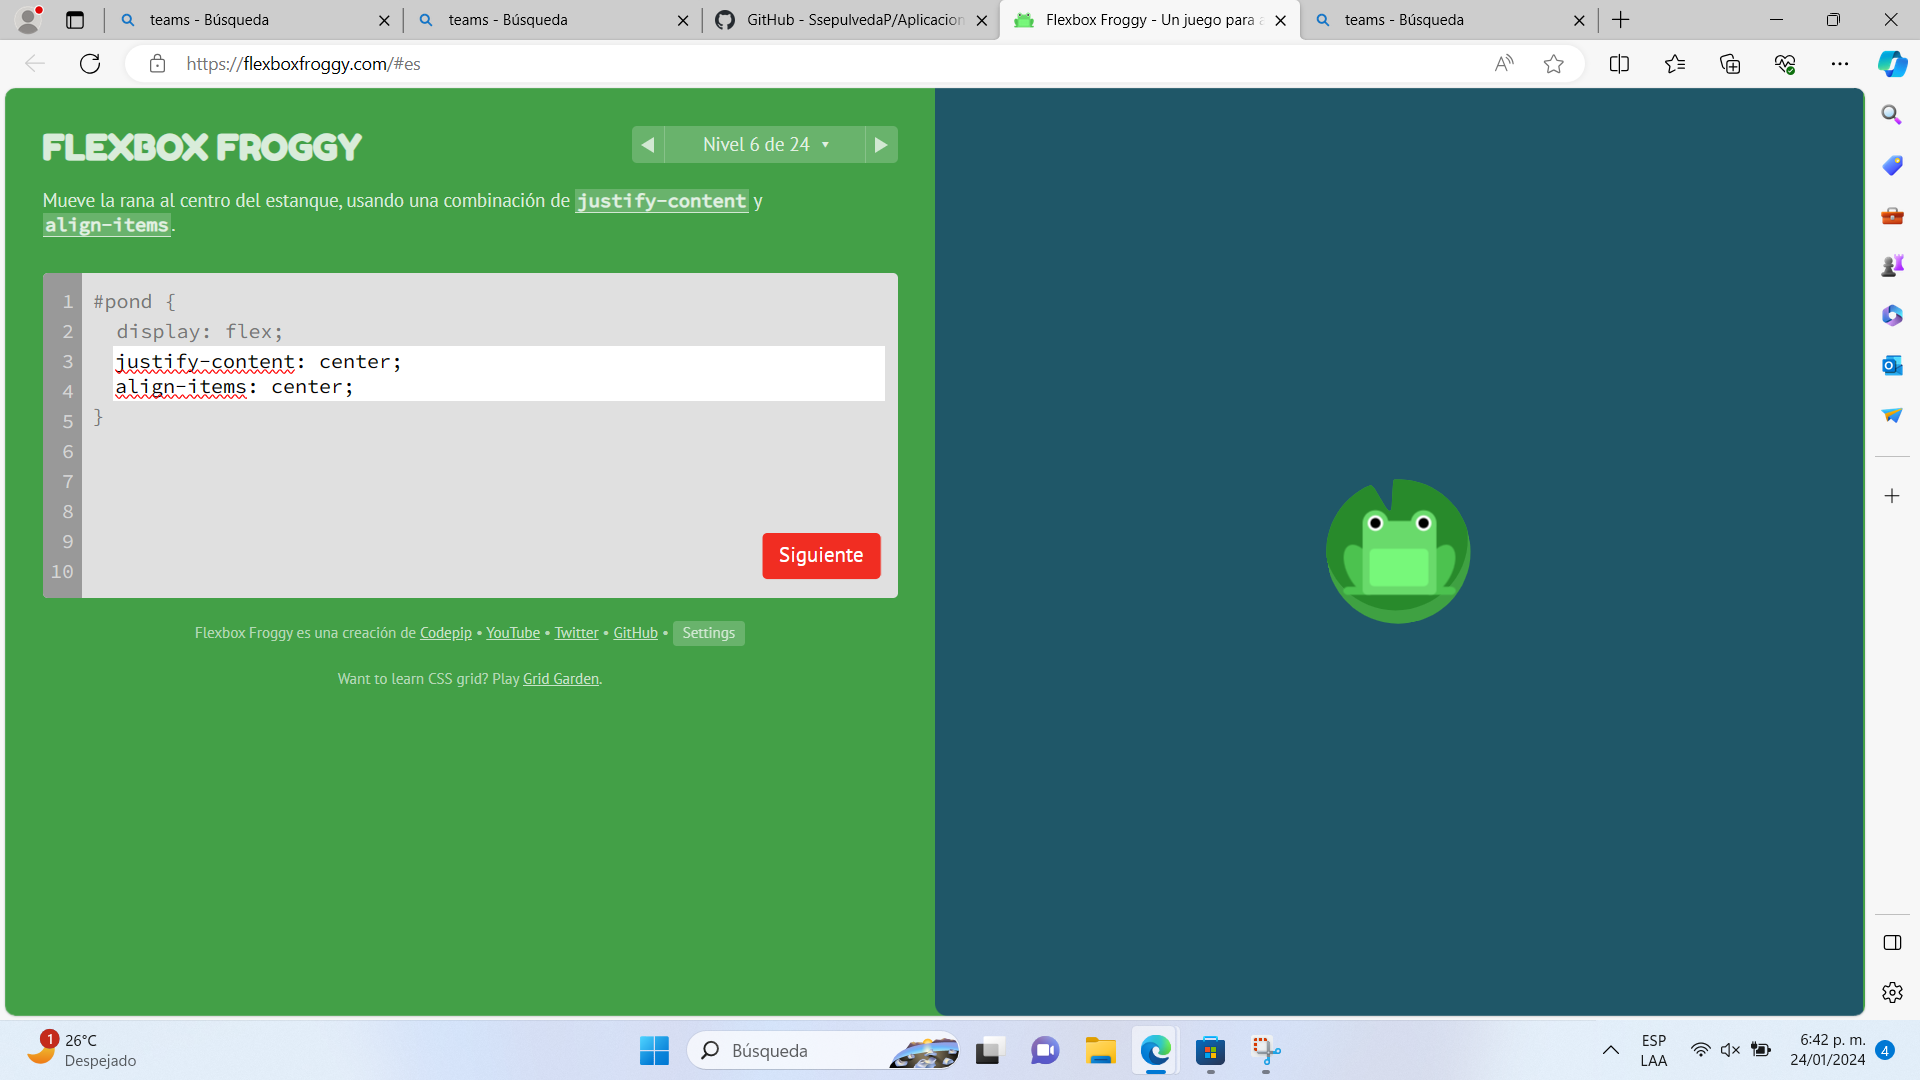 teams - Búsqueda
teams - Búsqueda
GitHub - SsepulvedaP/Aplicacion
Flexbox Froggy - Un juego para a
teams - Búsqueda
https://flexboxfroggy.com/#es
FLEXBOX FROGGY
Nivel 6 de 24
Mueve la rana al centro del estanque, usando una combinación de justify-content y
align-items.
1 #pond {
2 display: flex;
3 justify-content: center;
4 align-items: center;
5 }
6
7
8
9
10
Siguiente
Flexbox Froggy es una creación de Codepip • YouTube • Twitter • GitHub • Settings
Want to learn CSS grid? Play Grid Garden.
1
26°C
Despejado
Búsqueda
ESP
LAA
6:42 p. m.
24/01/2024
4